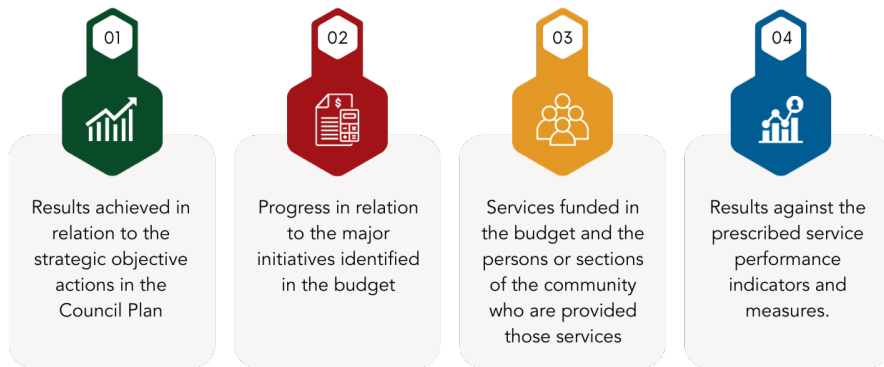 01
Results achieved in
relation to the
strategic objective
actions in the
Council Plan
02
$
Progress in relation
to the major
initiatives identified
in the budget
03
Services funded in
the budget and the
persons or sections
of the community
who are provided
those services
04
Results against the
prescribed service
performance
indicators and
measures.